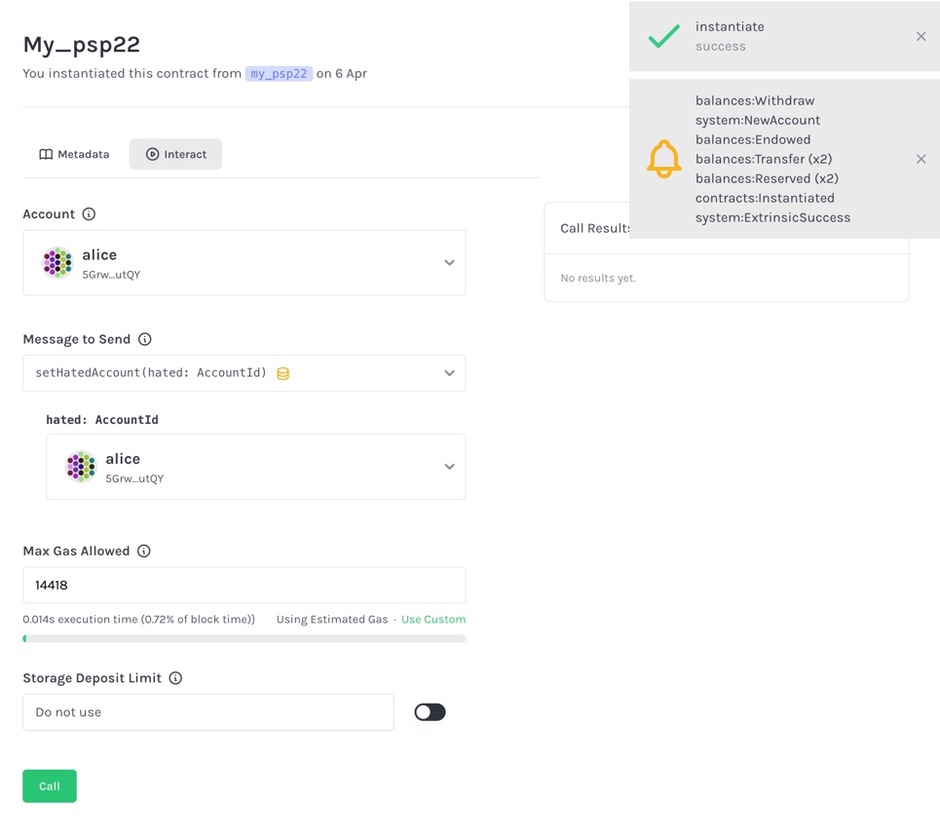 My_psp22
You instantiated this contract from my_psp22 on 6 Apr
instantiate
success
balances:Withdraw
system:NewAccount
balances:Endowed
balances:Transfer (x2)
balances:Reserved (x2)
contracts:Instantiated
system:ExtrinsicSuccess
Metadata
Interact
Account
alice
5Grw...utQY
Message to Send
setHatedAccount(hated: AccountId)
hated: AccountId
alice
5Grw...utQY
Max Gas Allowed
14418
0.014s execution time (0.72% of block time))
Using Estimated Gas · Use Custom
Storage Deposit Limit
Do not use
Call
Call Results
No results yet.